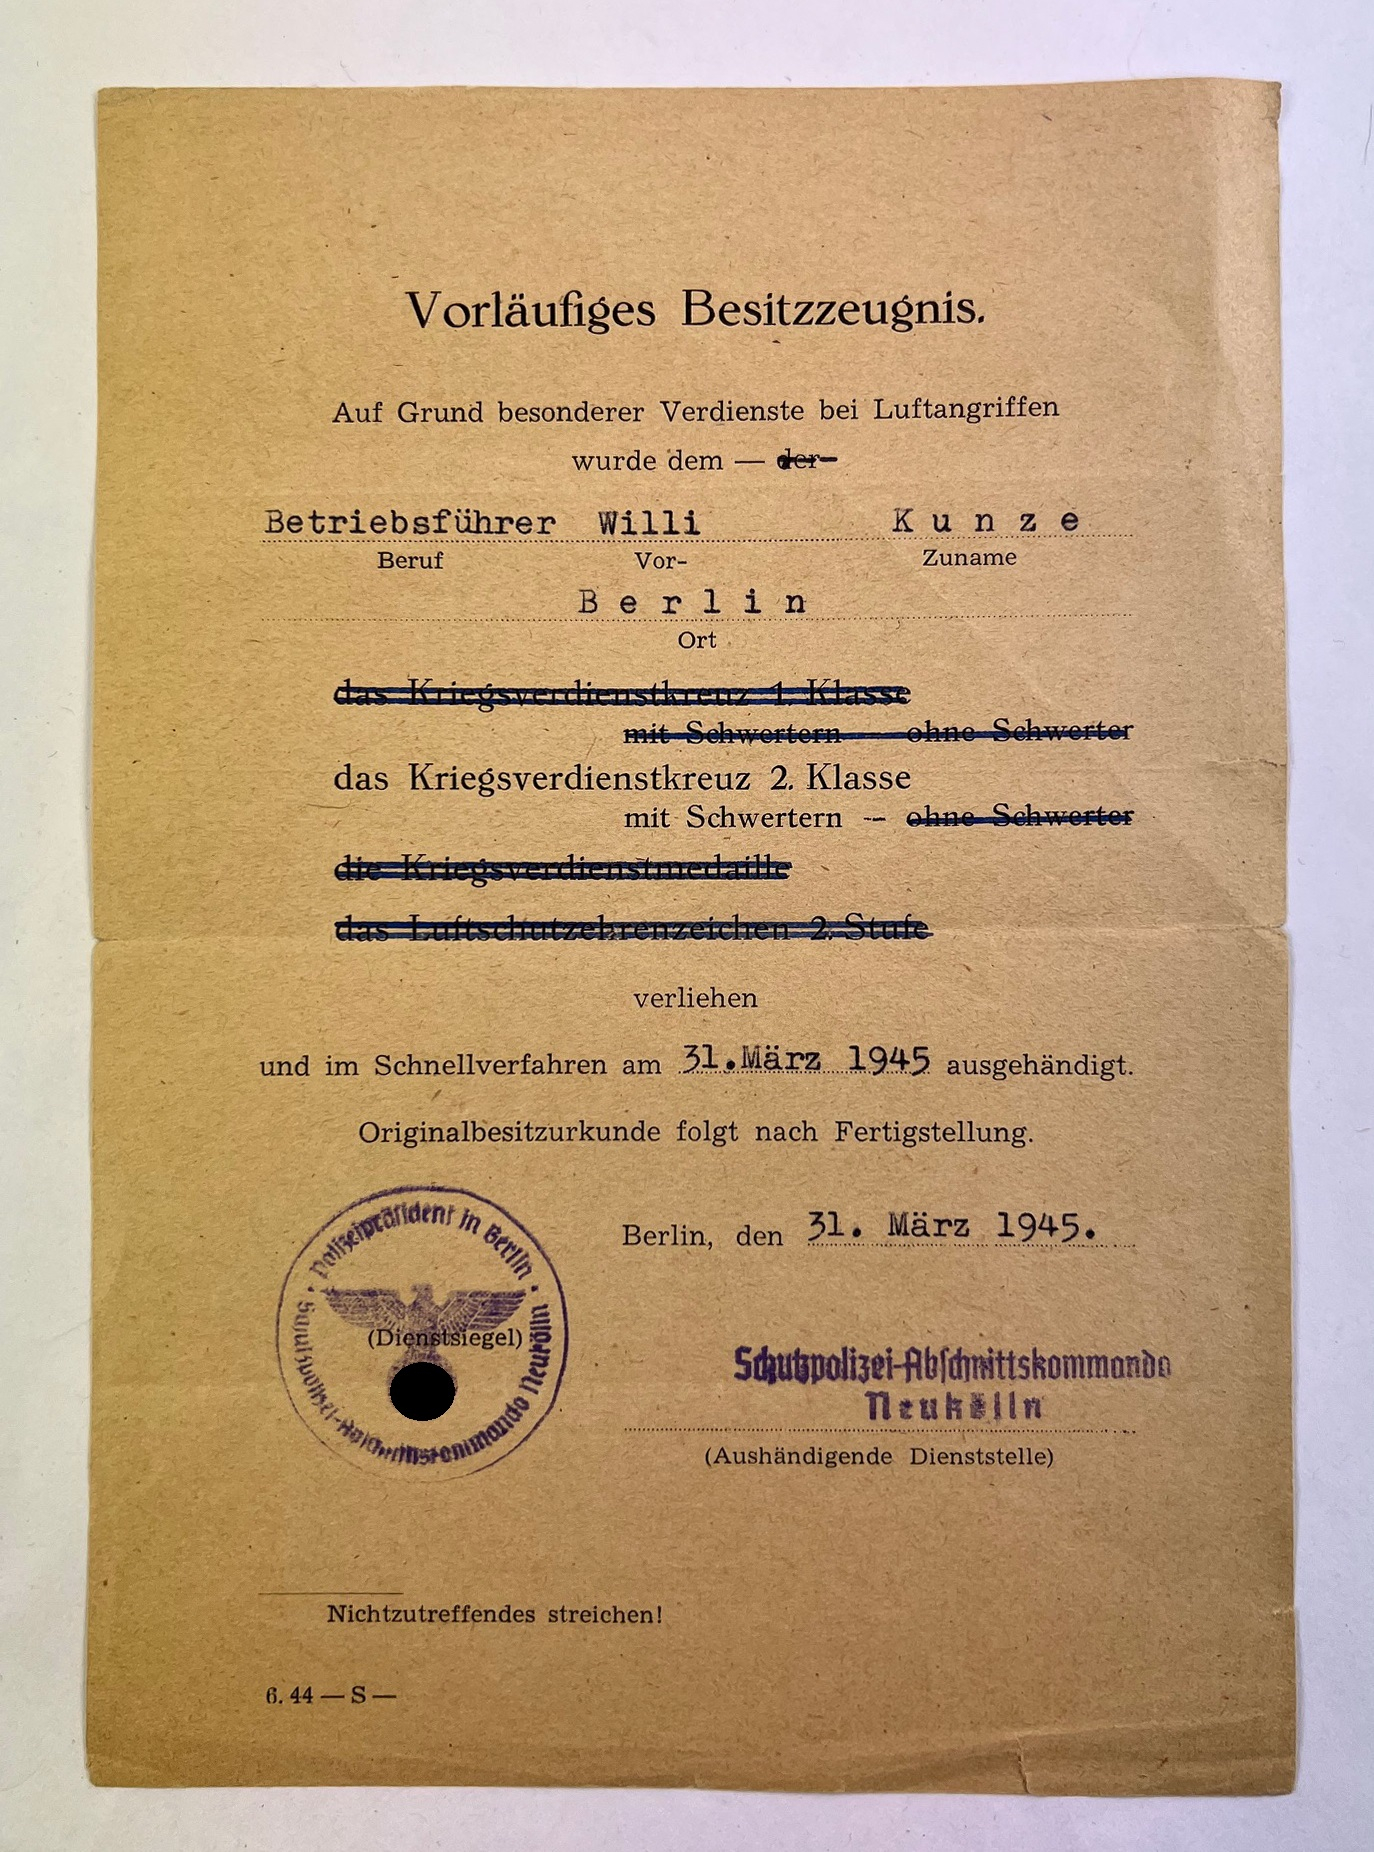 Vorläufiges Besitzzeugnis.
Auf Grund besonderer Verdienste bei Luftangriffen
wurde dem — der
Betriebsführer Willi K u n z e
Beruf Vor- Zuname
B e r l i n
Ort
das Kriegsverdienstkreuz 1. Klasse
mit Schwertern — ohne Schwerter
das Kriegsverdienstkreuz 2. Klasse
mit Schwertern — ohne Schwerter
die Kriegsverdienstmedaille
das Luftschutzehrenzeichen 2. Stufe
verliehen
und im Schnellverfahren am 31.März 1945 ausgehändigt.
Originalbesitzurkunde folgt nach Fertigstellung.
Polizeipräsident in Berlin
Schutzpolizei-Abschnittskommando Neukölln
(Dienstsiegel)
Berlin, den 31. März 1945.
Schutzpolizei-Abschnittskommando
Neukölln
(Aushändigende Dienststelle)
Nichtzutreffendes streichen!
6. 44 — S —